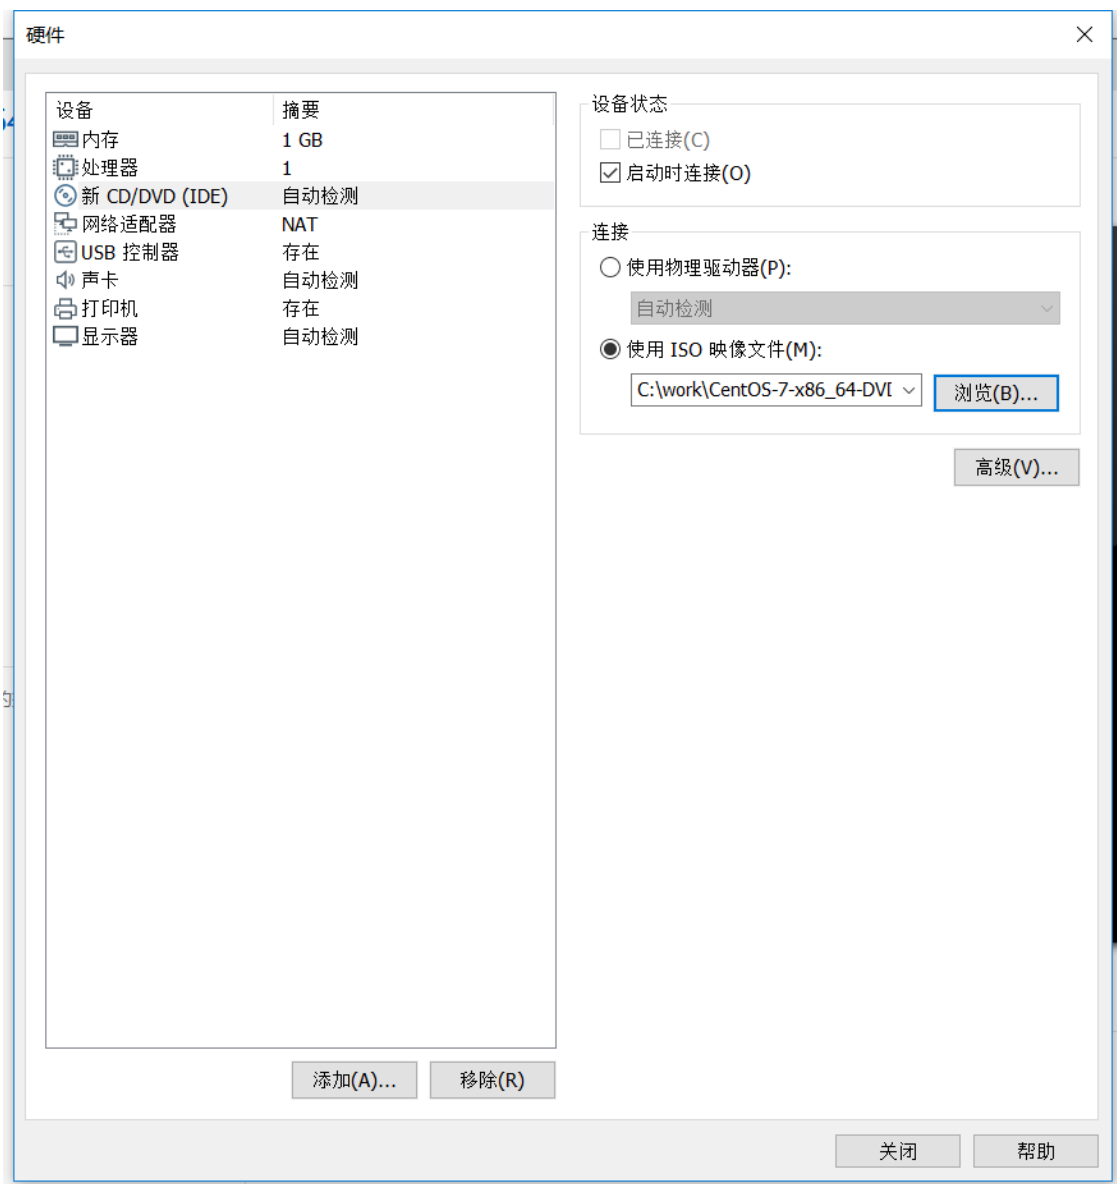 硬件
设备 摘要
内存 1 GB
处理器 1
新 CD/DVD (IDE) 自动检测
网络适配器 NAT
USB 控制器 存在
声卡 自动检测
打印机 存在
显示器 自动检测
添加(A)... 移除(R)
设备状态
已连接(C)
启动时连接(O)
连接
使用物理驱动器(P):
自动检测
使用 ISO 映像文件(M):
C:\work\CentOS-7-x86_64-DV
浏览(B)...
高级(V)...
关闭 帮助